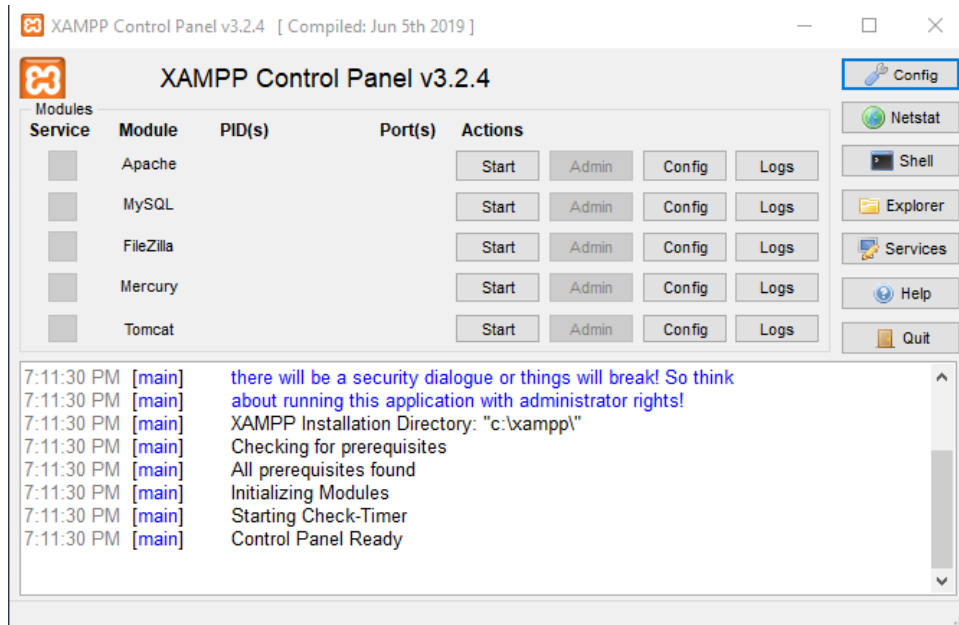 XAMPP Control Panel v3.2.4 [ Compiled: Jun 5th 2019 ]
XAMPP Control Panel v3.2.4
Config
Modules
Service Module PID(s) Port(s) Actions
Netstat
Apache Start Admin Config Logs
Shell
MySQL Start Admin Config Logs
Explorer
FileZilla Start Admin Config Logs
Services
Mercury Start Admin Config Logs
Help
Tomcat Start Admin Config Logs
Quit
7:11:30 PM [main] there will be a security dialogue or things will break! So think
7:11:30 PM [main] about running this application with administrator rights!
7:11:30 PM [main] XAMPP Installation Directory: "c:\xampp\"
7:11:30 PM [main] Checking for prerequisites
7:11:30 PM [main] All prerequisites found
7:11:30 PM [main] Initializing Modules
7:11:30 PM [main] Starting Check-Timer
7:11:30 PM [main] Control Panel Ready